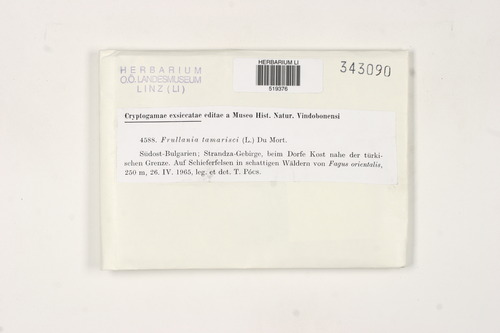 HERBARIUM
O.Ö. LANDESMUSEUM
LINZ (LI)
HERBARIUM LI
519376
343090
Cryptogamae exsiccatae editae a Museo Hist. Natur. Vindobonensi
4588. Frullania tamarisci (L.) Du Mort.
Südost-Bulgarien; Strandza-Gebirge, beim Dorfe Kost nahe der türki-
schen Grenze. Auf Schieferfelsen in schattigen Wäldern von Fagus orientalis,
250 m, 26. IV. 1965, leg. et det. T. Pócs.